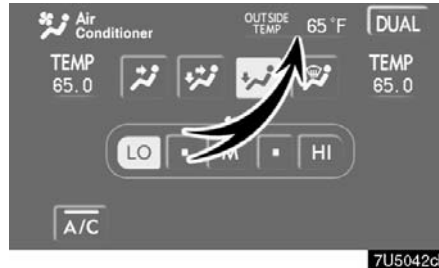 Air
Conditioner
OUTSIDE
TEMP
65°F
DUAL
TEMP
65.0
TEMP
65.0
LO
M
HI
A/C
7U5042c